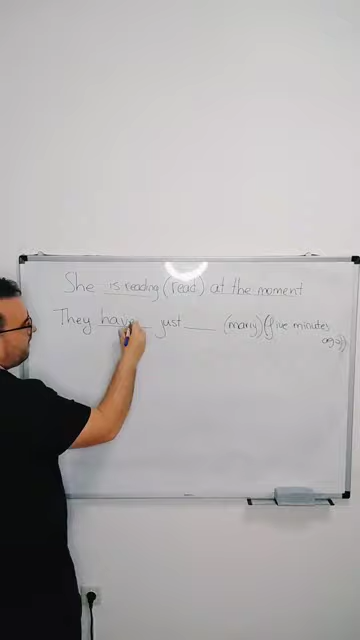 She is reading (read) at the moment
They have just ___ (marry) (five minutes
ago))